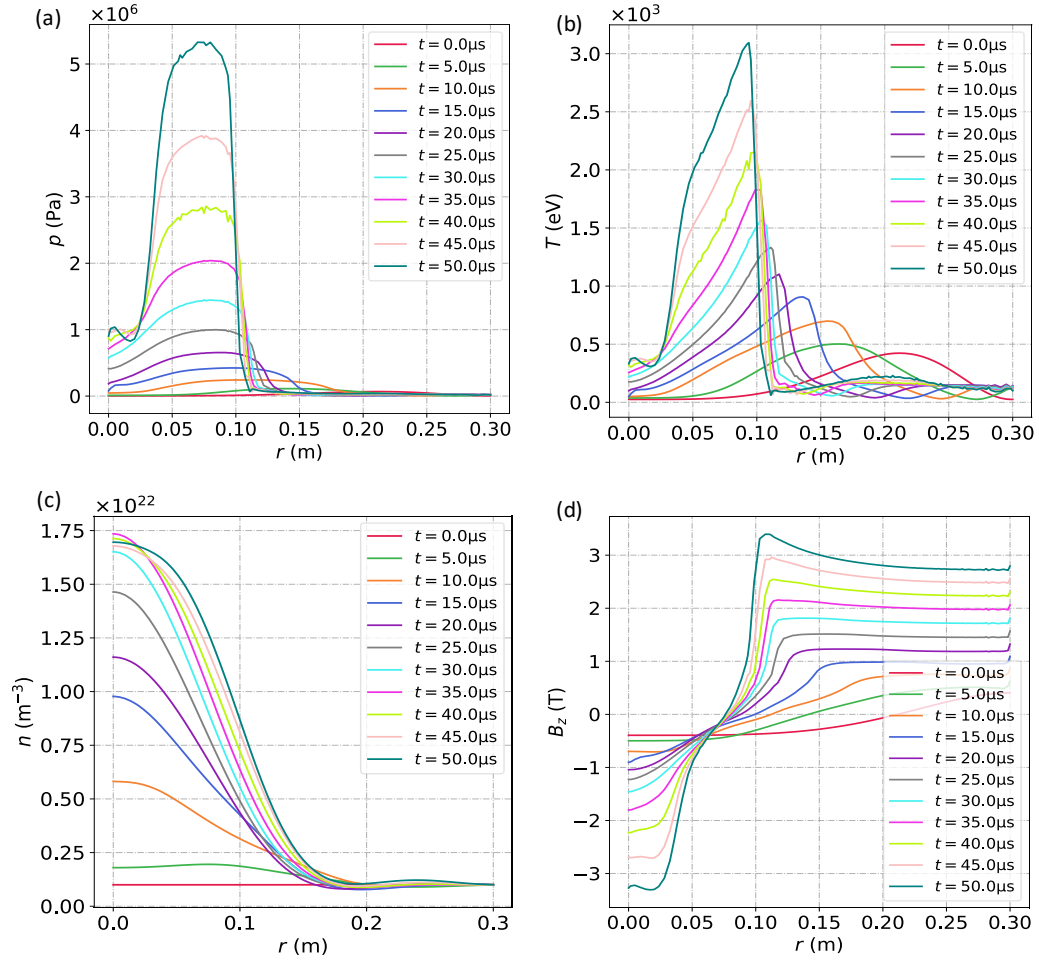 (a)
×10⁶
p (Pa)
5
4
3
2
1
0
0.00 0.05 0.10 0.15 0.20 0.25 0.30
r (m)
t = 0.0μs
t = 5.0μs
t = 10.0μs
t = 15.0μs
t = 20.0μs
t = 25.0μs
t = 30.0μs
t = 35.0μs
t = 40.0μs
t = 45.0μs
t = 50.0μs
(b)
×10³
T (eV)
3.0
2.5
2.0
1.5
1.0
0.5
0.0
0.00 0.05 0.10 0.15 0.20 0.25 0.30
r (m)
t = 0.0μs
t = 5.0μs
t = 10.0μs
t = 15.0μs
t = 20.0μs
t = 25.0μs
t = 30.0μs
t = 35.0μs
t = 40.0μs
t = 45.0μs
t = 50.0μs
(c)
×10²²
n (m⁻³)
1.75
1.50
1.25
1.00
0.75
0.50
0.25
0.00
0.0 0.1 0.2 0.3
r (m)
t = 0.0μs
t = 5.0μs
t = 10.0μs
t = 15.0μs
t = 20.0μs
t = 25.0μs
t = 30.0μs
t = 35.0μs
t = 40.0μs
t = 45.0μs
t = 50.0μs
(d)
B_z (T)
3
2
1
0
−1
−2
−3
0.00 0.05 0.10 0.15 0.20 0.25 0.30
r (m)
t = 0.0μs
t = 5.0μs
t = 10.0μs
t = 15.0μs
t = 20.0μs
t = 25.0μs
t = 30.0μs
t = 35.0μs
t = 40.0μs
t = 45.0μs
t = 50.0μs